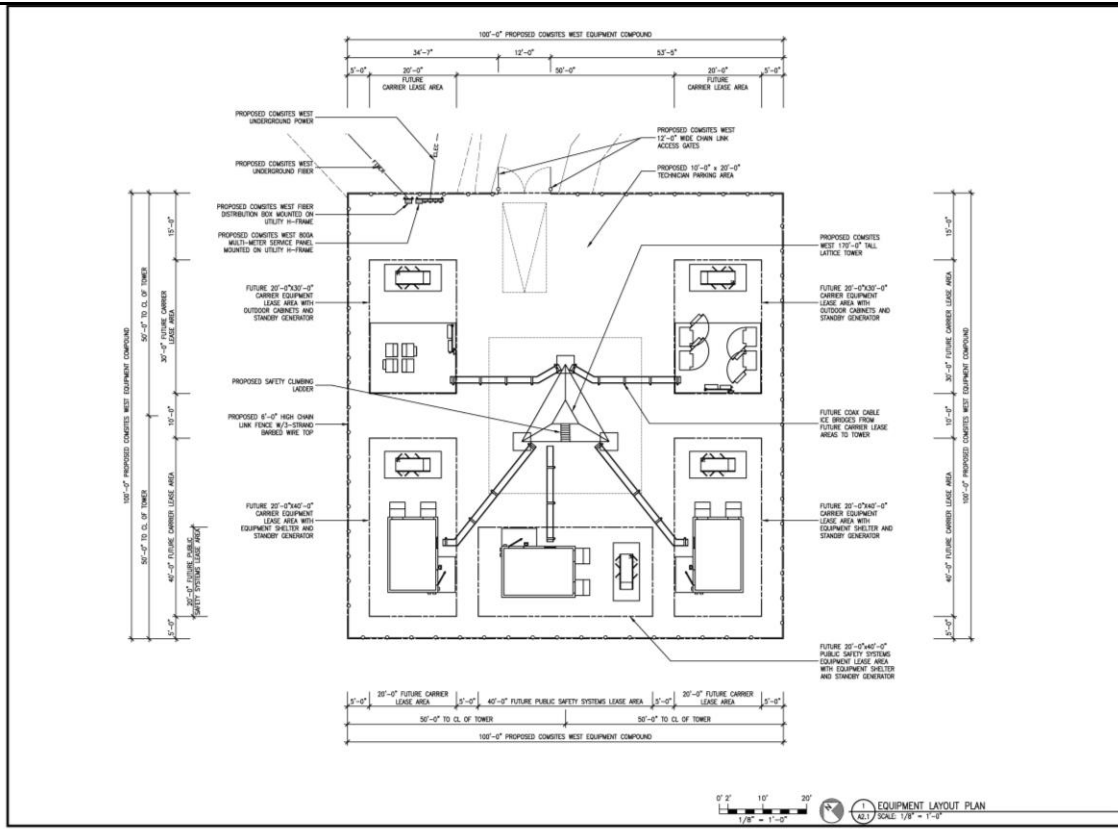 100'-0" PROPOSED COMSITES WEST EQUIPMENT COMPOUND
34'-7"
12'-0"
53'-5"
5'-0"
20'-0"
FUTURE
CARRIER LEASE AREA
50'-0"
20'-0"
FUTURE
CARRIER LEASE AREA
5'-0"
PROPOSED COMSITES WEST
UNDERGROUND POWER
PROPOSED COMSITES WEST
UNDERGROUND FIBER
FIBER
ELEC
PROPOSED COMSITES WEST
12'-0" WIDE CHAIN LINK
ACCESS GATES
PROPOSED 10'-0" x 20'-0"
TECHNICIAN PARKING AREA
PROPOSED COMSITES WEST FIBER
DISTRIBUTION BOX MOUNTED ON
UTILITY H-FRAME
PROPOSED COMSITES WEST 800A
MULTI-METER SERVICE PANEL
MOUNTED ON UTILITY H-FRAME
PROPOSED COMSITES
WEST 170'-0" TALL
LATTICE TOWER
FUTURE 20'-0"X30'-0"
CARRIER EQUIPMENT
LEASE AREA WITH
OUTDOOR CABINETS AND
STANDBY GENERATOR
FUTURE 20'-0"X30'-0"
CARRIER EQUIPMENT
LEASE AREA WITH
OUTDOOR CABINETS AND
STANDBY GENERATOR
PROPOSED SAFETY CLIMBING
LADDER
PROPOSED 6'-0" HIGH CHAIN
LINK FENCE W/3-STRAND
BARBED WIRE TOP
FUTURE COAX CABLE
ICE BRIDGES FROM
FUTURE CARRIER LEASE
AREAS TO TOWER
FUTURE 20'-0"X40'-0"
CARRIER EQUIPMENT
LEASE AREA WITH
EQUIPMENT SHELTER AND
STANDBY GENERATOR
FUTURE 20'-0"X40'-0"
CARRIER EQUIPMENT
LEASE AREA WITH
EQUIPMENT SHELTER AND
STANDBY GENERATOR
FUTURE 20'-0"x40'-0"
PUBLIC SAFETY SYSTEMS
EQUIPMENT LEASE AREA
WITH EQUIPMENT SHELTER
AND STANDBY GENERATOR
100'-0" PROPOSED COMSITES WEST EQUIPMENT COMPOUND
50'-0" TO CL OF TOWER
50'-0" TO CL OF TOWER
15'-0"
30'-0" FUTURE CARRIER
LEASE AREA
10'-0"
40'-0" FUTURE CARRIER LEASE AREA
5'-0"
20'-0" FUTURE PUBLIC
SAFETY SYSTEMS LEASE AREA
15'-0"
30'-0" FUTURE CARRIER
LEASE AREA
10'-0"
40'-0" FUTURE CARRIER LEASE AREA
5'-0"
100'-0" PROPOSED COMSITES WEST EQUIPMENT COMPOUND
5'-0"
20'-0" FUTURE CARRIER
LEASE AREA
5'-0"
40'-0" FUTURE PUBLIC SAFETY SYSTEMS LEASE AREA
5'-0"
20'-0" FUTURE CARRIER
LEASE AREA
5'-0"
50'-0" TO CL OF TOWER
50'-0" TO CL OF TOWER
100'-0" PROPOSED COMSITES WEST EQUIPMENT COMPOUND
0' 2' 10' 20'
1/8" = 1'-0"
1
A2.1
EQUIPMENT LAYOUT PLAN
SCALE: 1/8" = 1'-0"